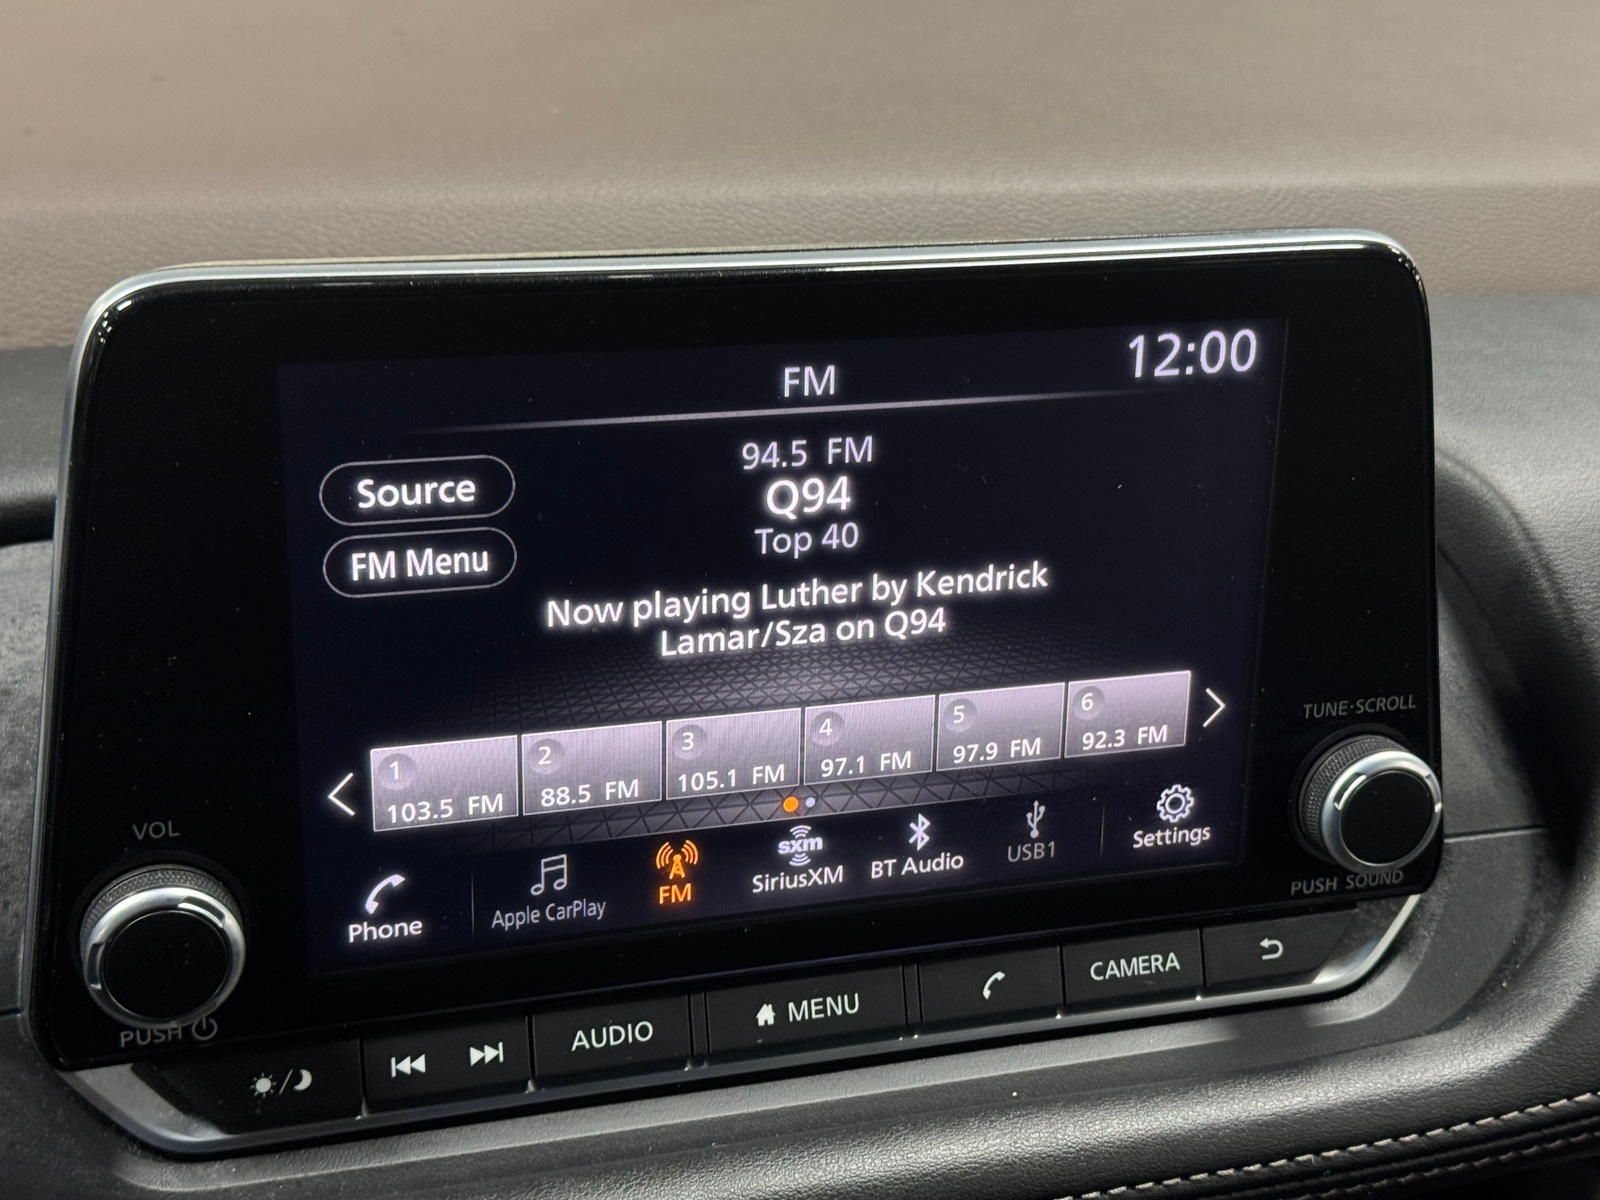 12:00
FM
94.5 FM
Q94
Top 40
Source
FM Menu
Now playing Luther by Kendrick
Lamar/Sza on Q94
1
103.5 FM
2
88.5 FM
3
105.1 FM
4
97.1 FM
5
97.9 FM
6
92.3 FM
Phone
Apple CarPlay
FM
sxm
SiriusXM
BT Audio
USB1
Settings
VOL
PUSH
TUNE·SCROLL
PUSH SOUND
AUDIO
MENU
CAMERA